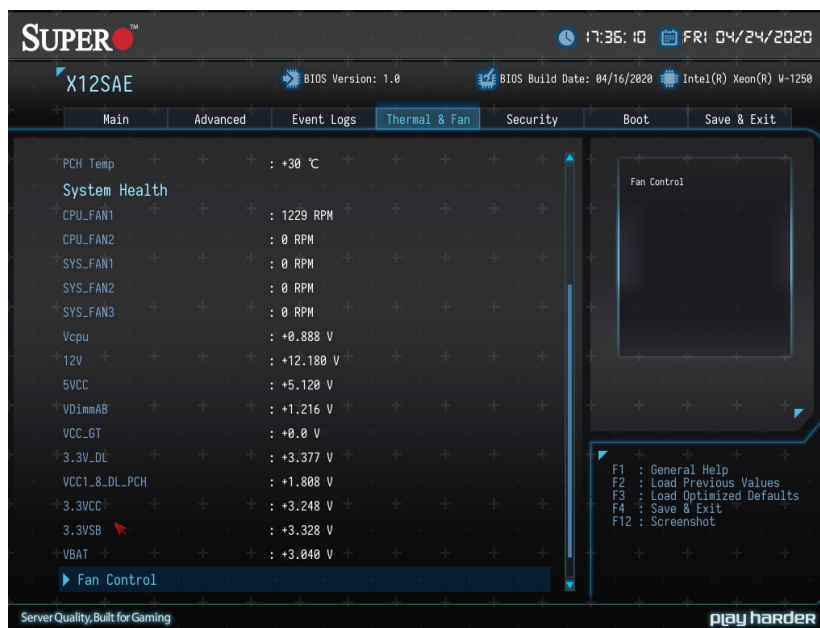 SUPER™
17:36:10 FRI 04/24/2020
X12SAE
BIOS Version: 1.0
BIOS Build Date: 04/16/2020
Intel(R) Xeon(R) W-1250
Main Advanced Event Logs Thermal & Fan Security Boot Save & Exit
PCH Temp : +30 ℃
System Health
CPU_FAN1 : 1229 RPM
CPU_FAN2 : 0 RPM
SYS_FAN1 : 0 RPM
SYS_FAN2 : 0 RPM
SYS_FAN3 : 0 RPM
Vcpu : +0.888 V
12V : +12.180 V
5VCC : +5.120 V
VDimmAB : +1.216 V
VCC_GT : +0.0 V
3.3V_DL : +3.377 V
VCC1_8_DL_PCH : +1.808 V
3.3VCC : +3.248 V
3.3VSB : +3.328 V
VBAT : +3.040 V
Fan Control
Fan Control
F1 : General Help
F2 : Load Previous Values
F3 : Load Optimized Defaults
F4 : Save & Exit
F12 : Screenshot
Server Quality, Built for Gaming
play harder